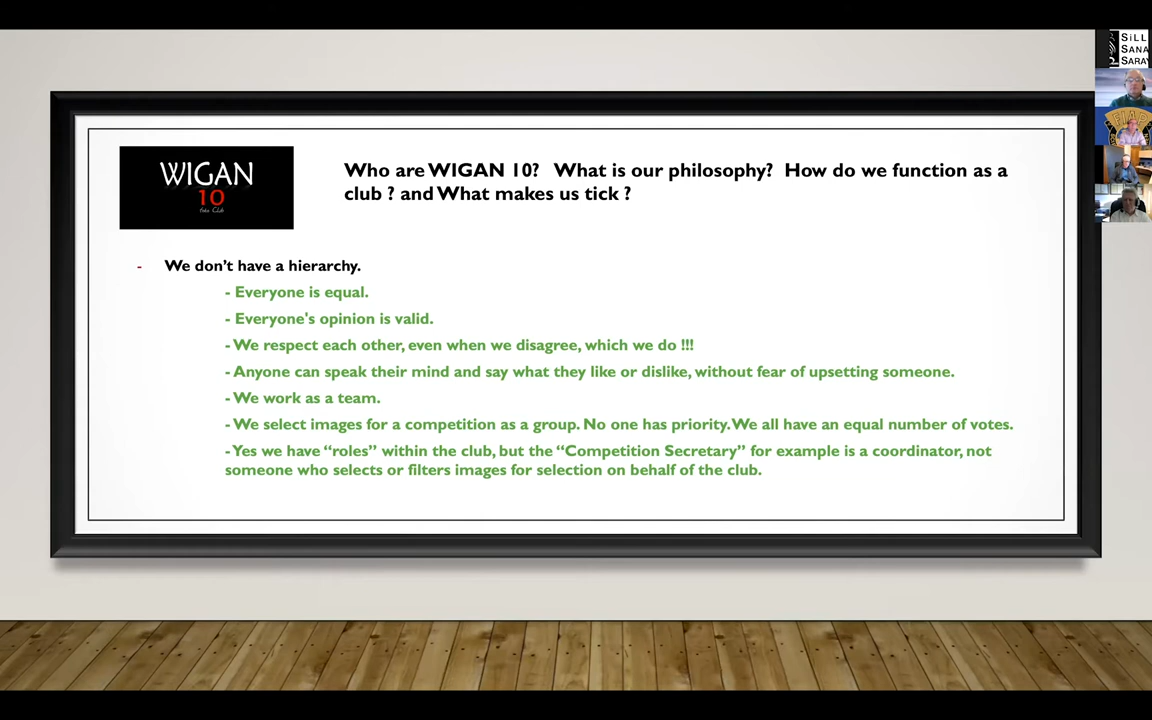 WIGAN
10
foto Club
Who are WIGAN 10? What is our philosophy? How do we function as a
club ? and What makes us tick ?
- We don't have a hierarchy.
- Everyone is equal.
- Everyone's opinion is valid.
- We respect each other, even when we disagree, which we do !!!
- Anyone can speak their mind and say what they like or dislike, without fear of upsetting someone.
- We work as a team.
- We select images for a competition as a group. No one has priority. We all have an equal number of votes.
- Yes we have “roles” within the club, but the “Competition Secretary” for example is a coordinator, not
someone who selects or filters images for selection on behalf of the club.
SILL
SANA
SARAY
FIAP